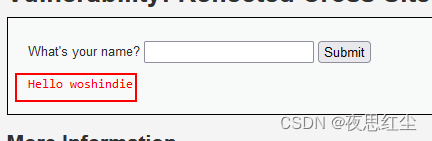 Vulnerability: Reflected Cross Site
What's your name? Submit
Hello woshindie
More Information
CSDN @夜思红尘